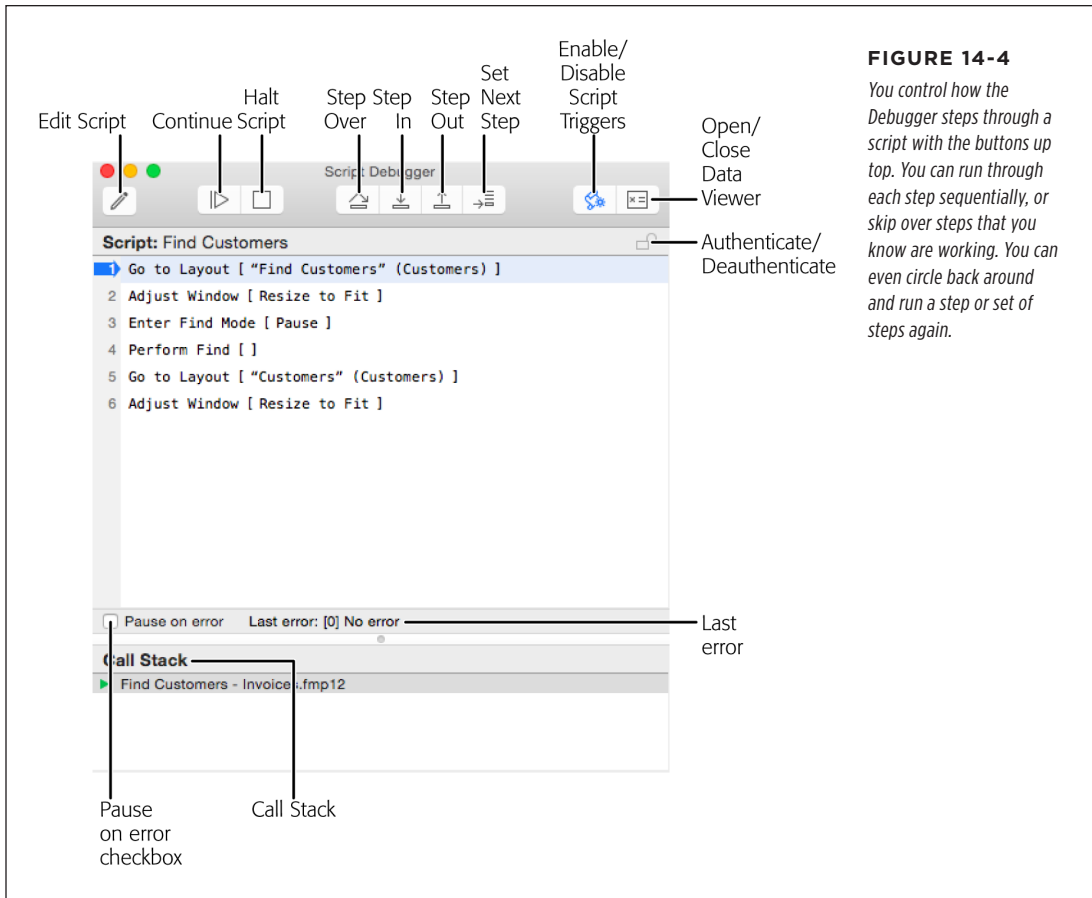 Enable/
Disable
Script
Triggers
Set
Next
Step
Halt
Script
Step
Over
Step
In
Step
Out
Edit Script
Continue
Open/
Close
Data
Viewer
Script Debugger
Script: Find Customers
Authenticate/
Deauthenticate
1 Go to Layout [ “Find Customers” (Customers) ]
2 Adjust Window [ Resize to Fit ]
3 Enter Find Mode [ Pause ]
4 Perform Find [ ]
5 Go to Layout [ “Customers” (Customers) ]
6 Adjust Window [ Resize to Fit ]
Pause on error Last error: [0] No error
Last
error
Call Stack
Find Customers - Invoices.fmp12
Pause
on error
checkbox
Call Stack
FIGURE 14-4
You control how the
Debugger steps through a
script with the buttons up
top. You can run through
each step sequentially, or
skip over steps that you
know are working. You can
even circle back around
and run a step or set of
steps again.